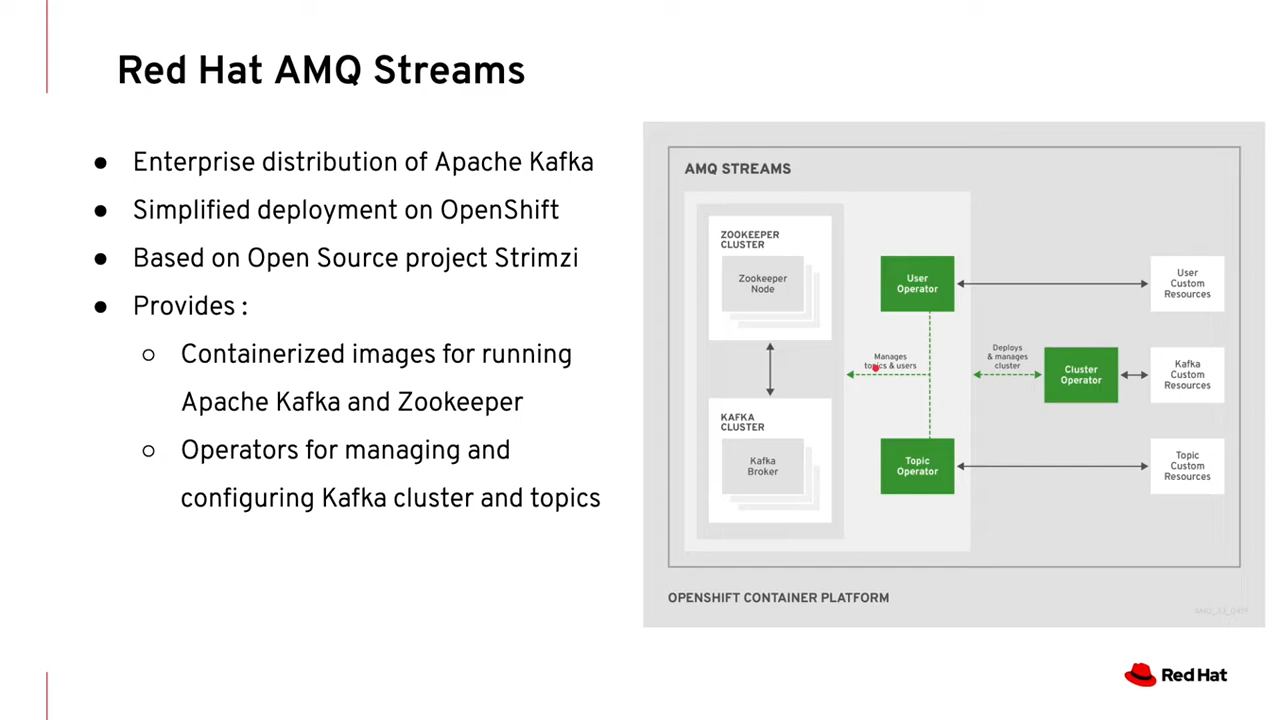 Red Hat AMQ Streams
● Enterprise distribution of Apache Kafka
● Simplified deployment on OpenShift
● Based on Open Source project Strimzi
● Provides :
○ Containerized images for running
Apache Kafka and Zookeeper
○ Operators for managing and
configuring Kafka cluster and topics
AMQ STREAMS
ZOOKEEPER
CLUSTER
Zookeeper
Node
KAFKA
CLUSTER
Kafka
Broker
User
Operator
Manages
topics & users
Topic
Operator
Deploys
& manages
cluster
Cluster
Operator
User
Custom
Resources
Kafka
Custom
Resources
Topic
Custom
Resources
OPENSHIFT CONTAINER PLATFORM
Red Hat